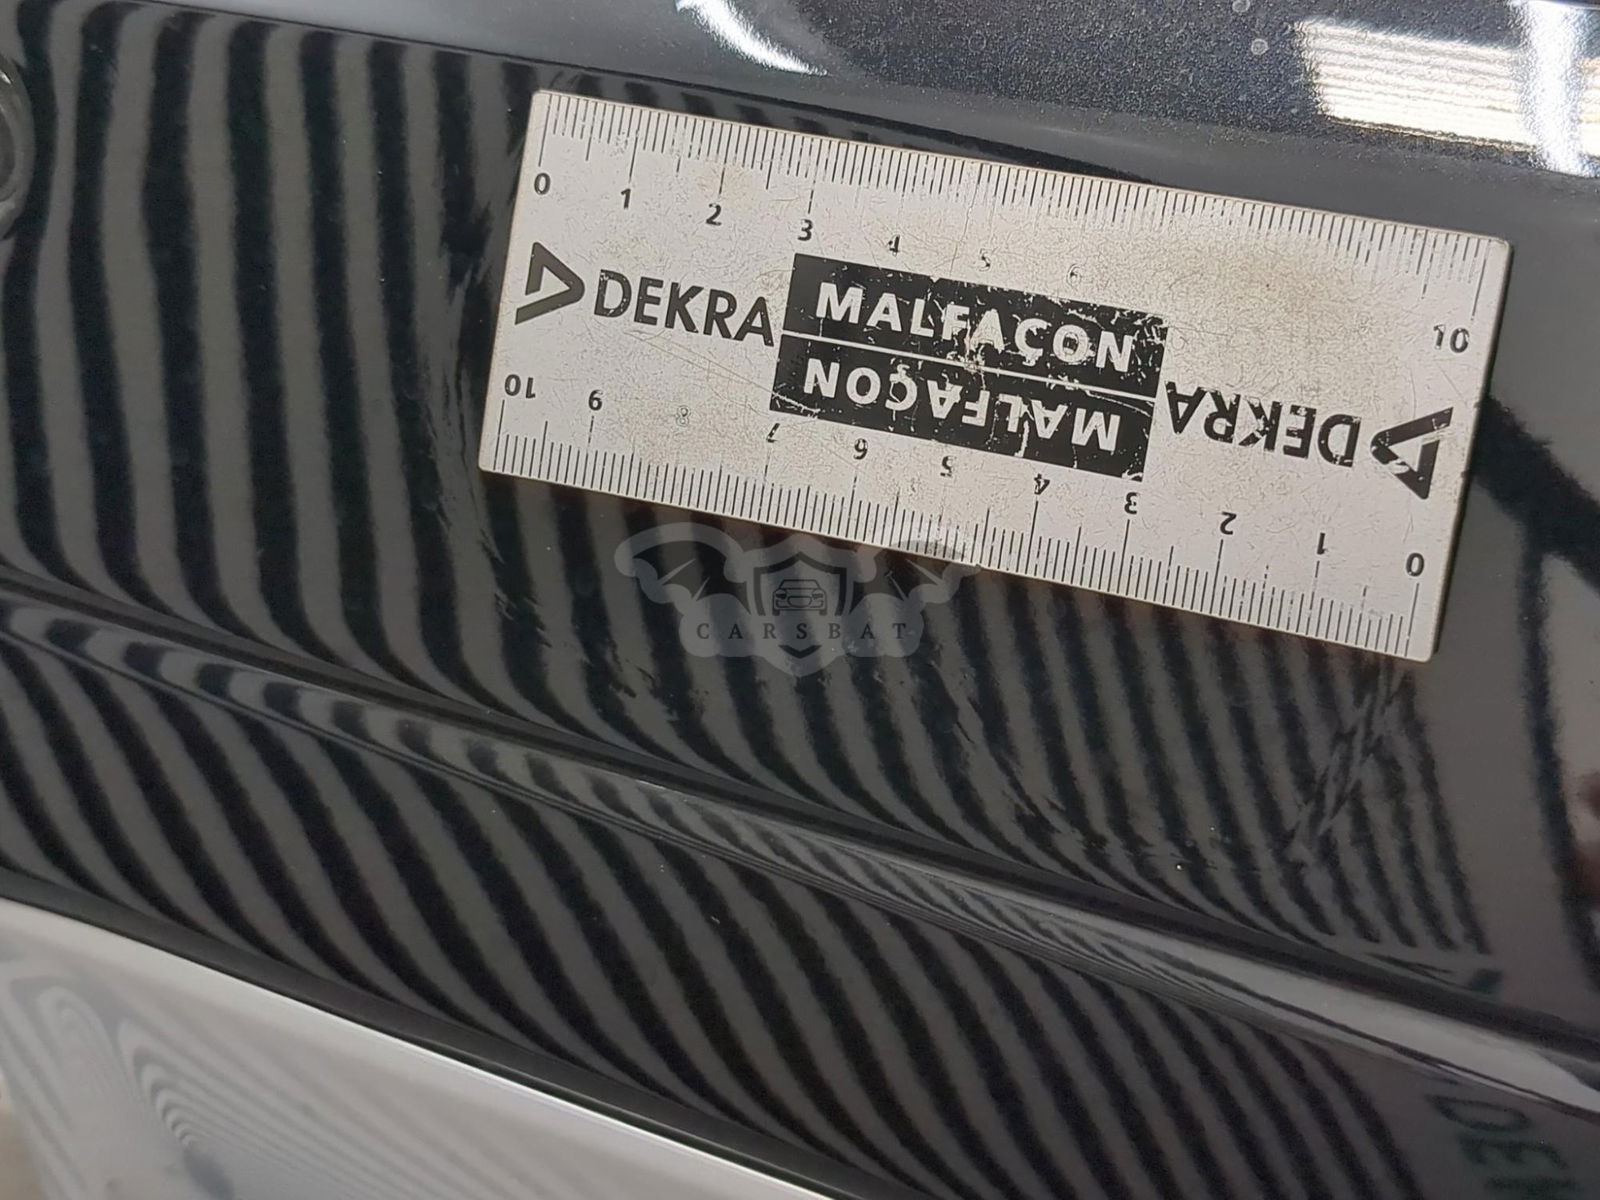 0 1 2 3 4 5 6 10
DEKRA MALFAÇON
MALFAÇON DEKRA
10 9 8 7 6 5 4 3 2 1 0
CARSBAT
30